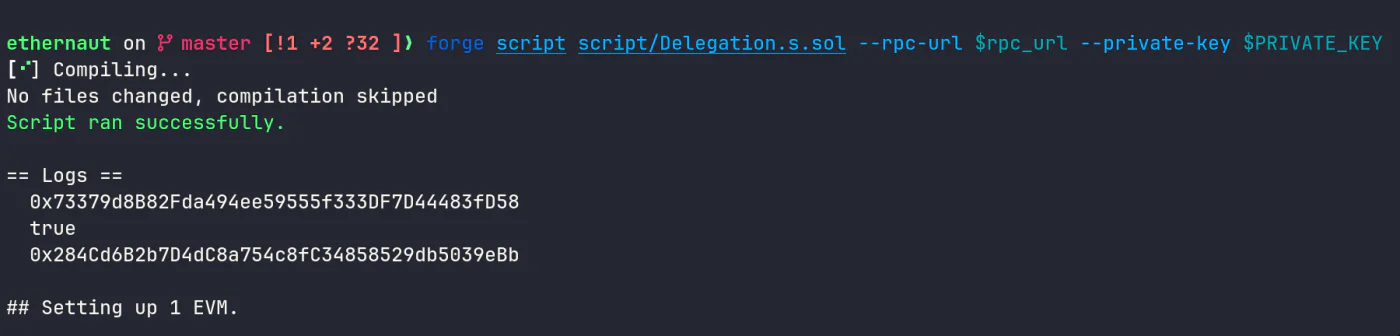 ethernaut on master [!1 +2 ?32 ]⟩ forge script script/Delegation.s.sol --rpc-url $rpc_url --private-key $PRIVATE_KEY
[⠊] Compiling...
No files changed, compilation skipped
Script ran successfully.
== Logs ==
0x73379d8B82Fda494ee59555f333DF7D44483fD58
true
0x284Cd6B2b7D4dC8a754c8fC34858529db5039eBb
## Setting up 1 EVM.